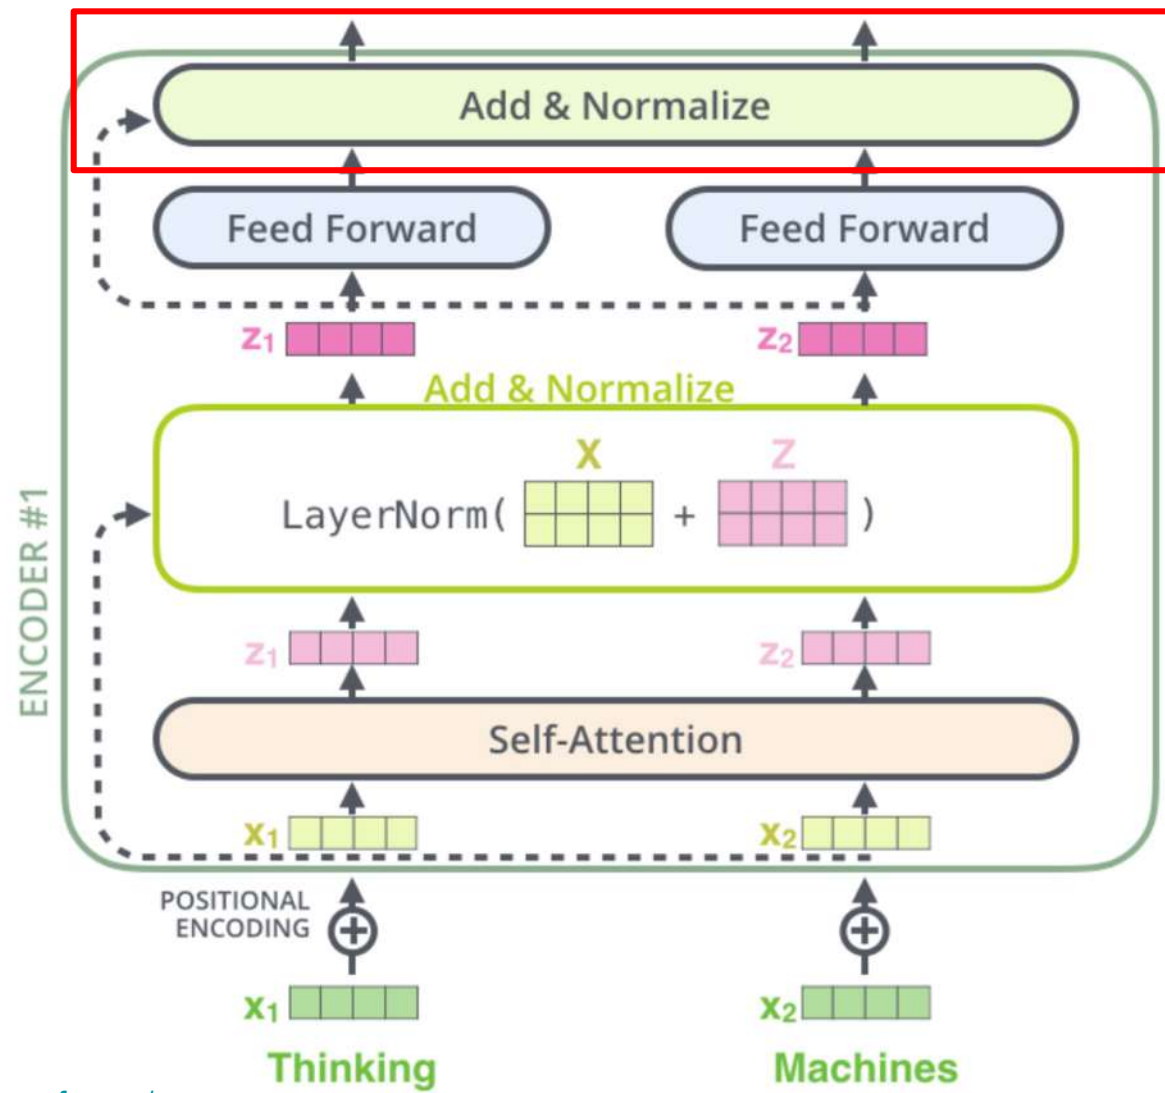 Add & Normalize
Feed Forward Feed Forward
z₁ z₂
Add & Normalize
X Z
LayerNorm( + )
ENCODER #1
z₁ z₂
Self-Attention
x₁ x₂
POSITIONAL
ENCODING
x₁ x₂
Thinking Machines